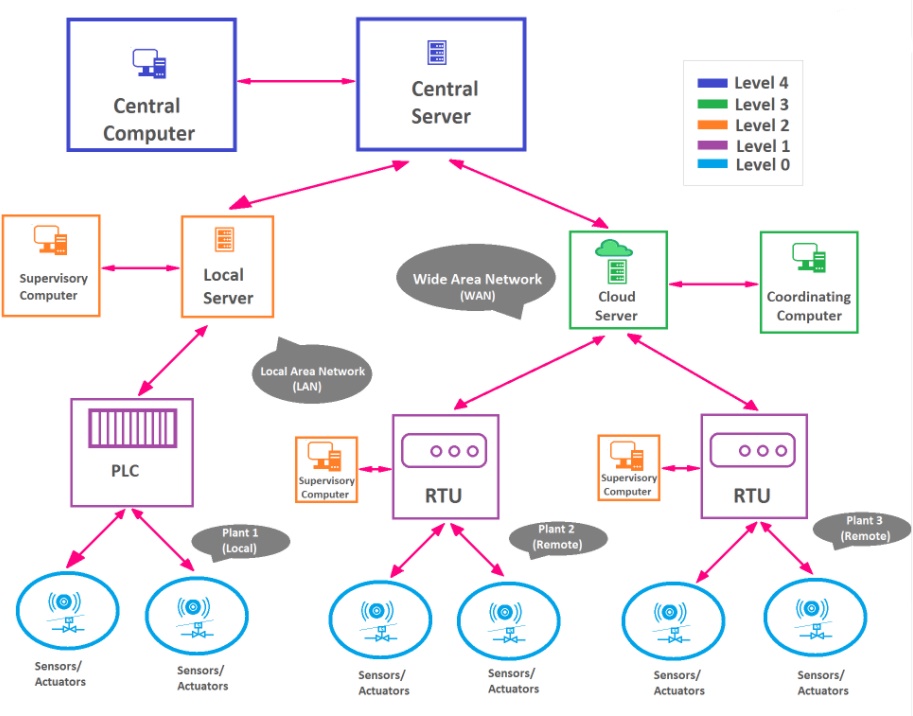 Central
Computer
Central
Server
Level 4
Level 3
Level 2
Level 1
Level 0
Supervisory
Computer
Local
Server
Wide Area Network
(WAN)
Cloud
Server
Coordinating
Computer
Local Area Network
(LAN)
PLC
Supervisory
Computer
RTU
Supervisory
Computer
RTU
Plant 1
(Local)
Plant 2
(Remote)
Plant 3
(Remote)
Sensors/
Actuators
Sensors/
Actuators
Sensors/
Actuators
Sensors/
Actuators
Sensors/
Actuators
Sensors/
Actuators